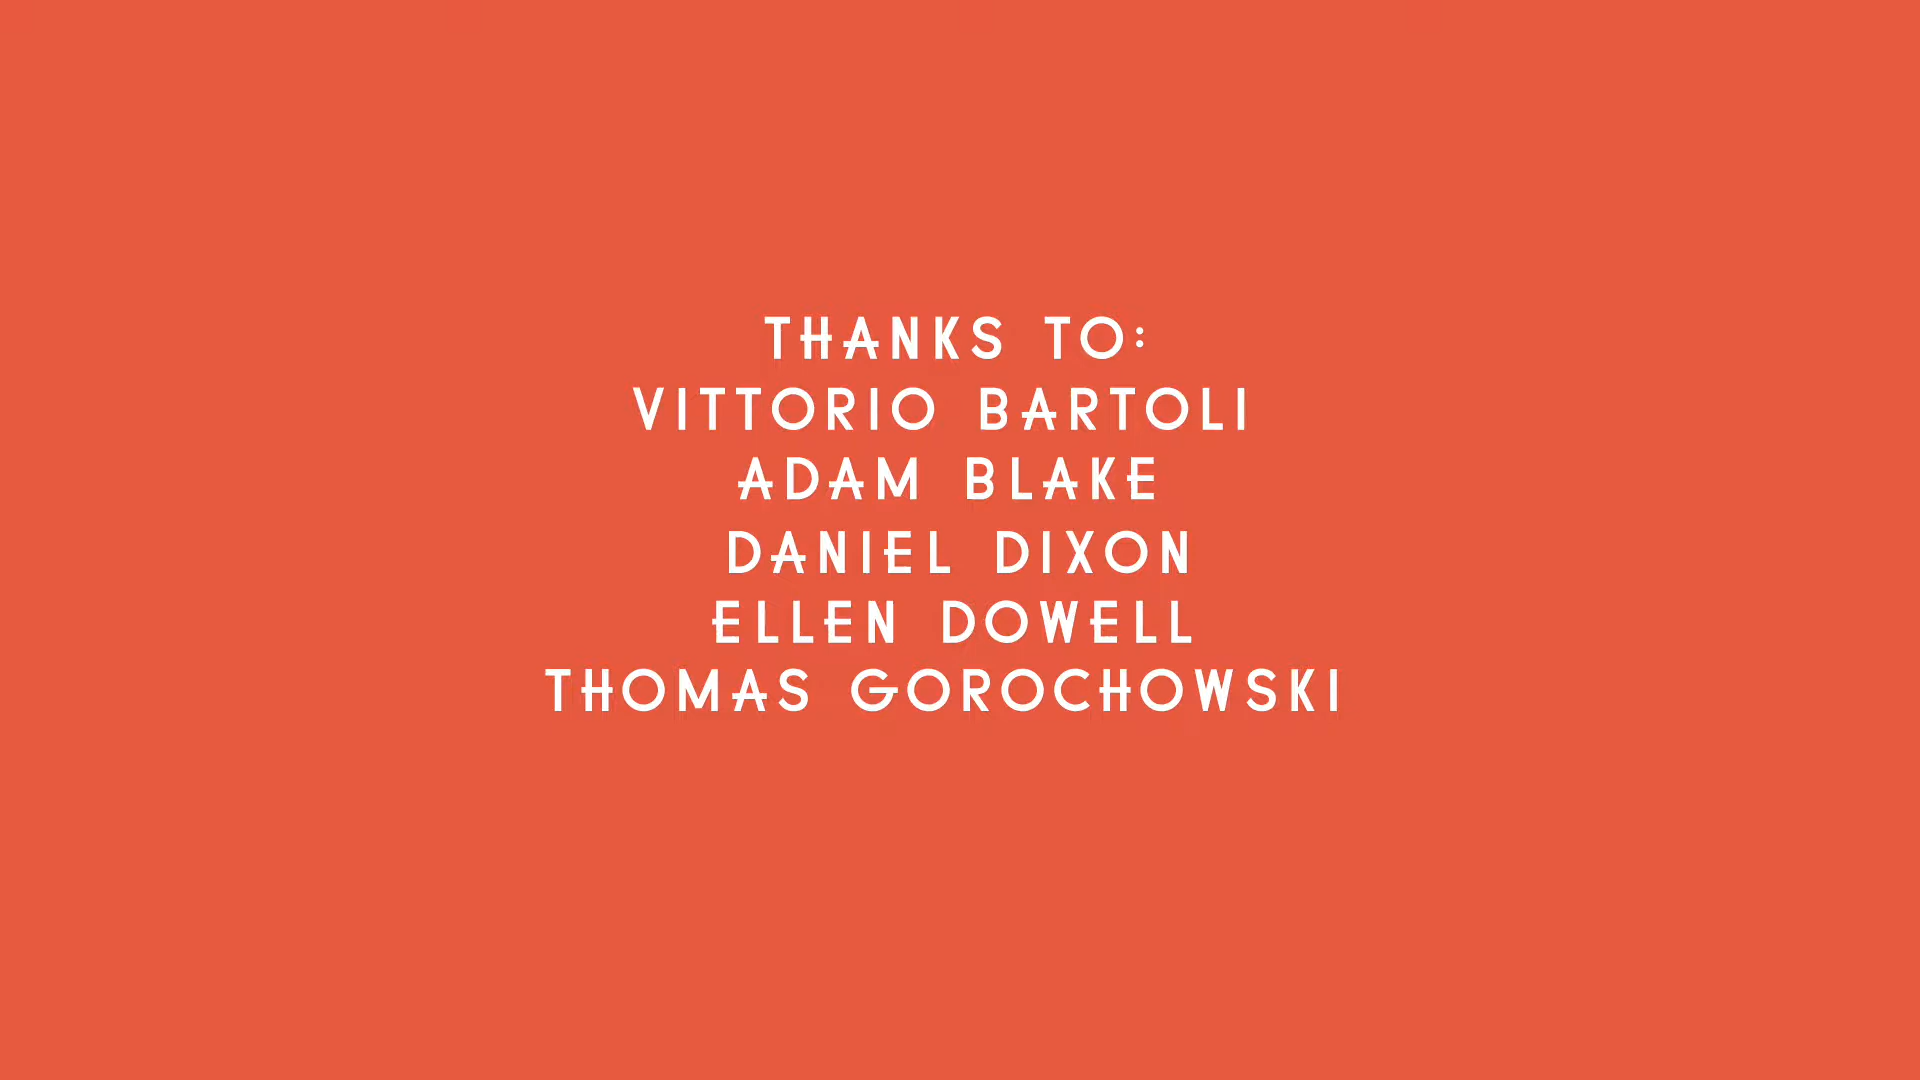 THANKS TO:
VITTORIO BARTOLI
ADAM BLAKE
DANIEL DIXON
ELLEN DOWELL
THOMAS GOROCHOWSKI